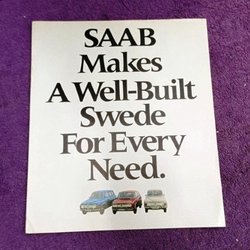 SAAB
Makes
A Well-Built
Swede
For Every
Need.